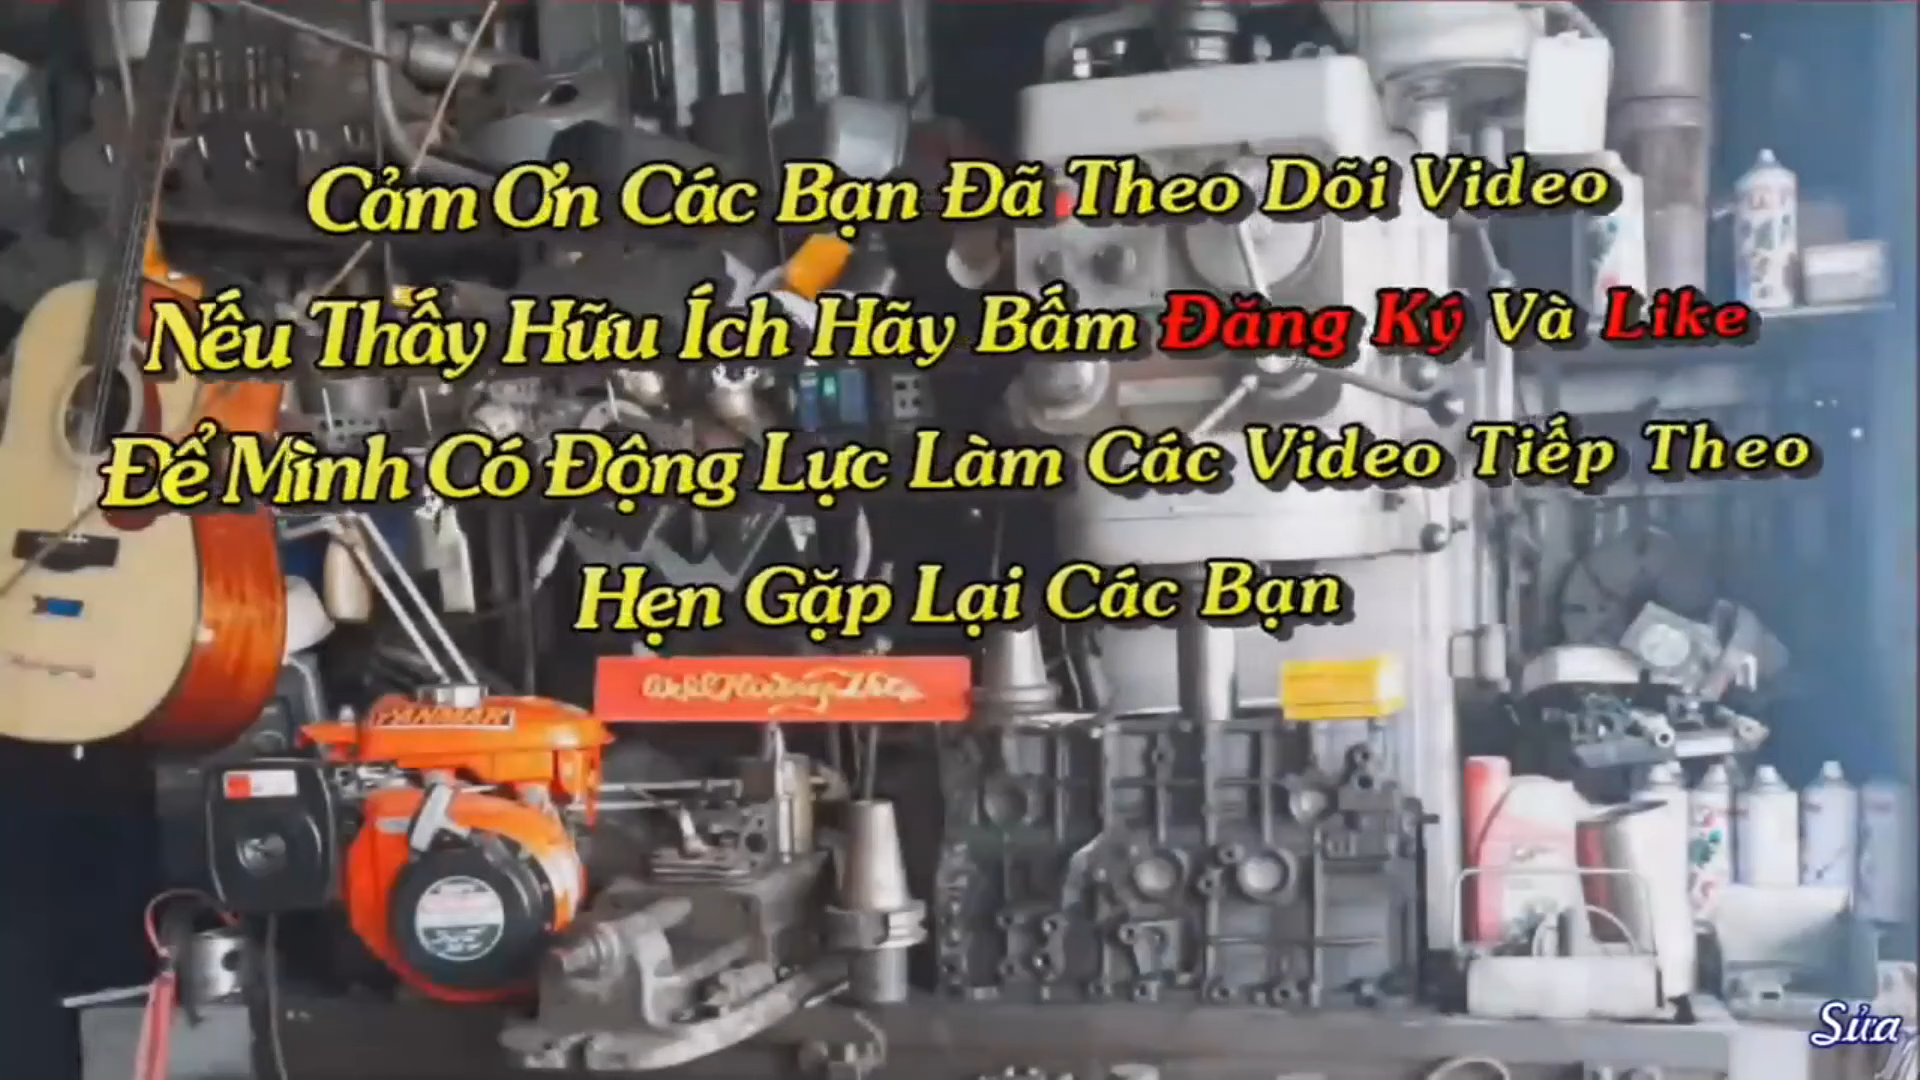 Cảm Ơn Các Bạn Đã Theo Dõi Video
Nếu Thấy Hữu Ích Hãy Bấm Đăng Ký Và Like
Để Mình Có Động Lực Làm Các Video Tiếp Theo
Hẹn Gặp Lại Các Bạn
YANMAR
Sửa